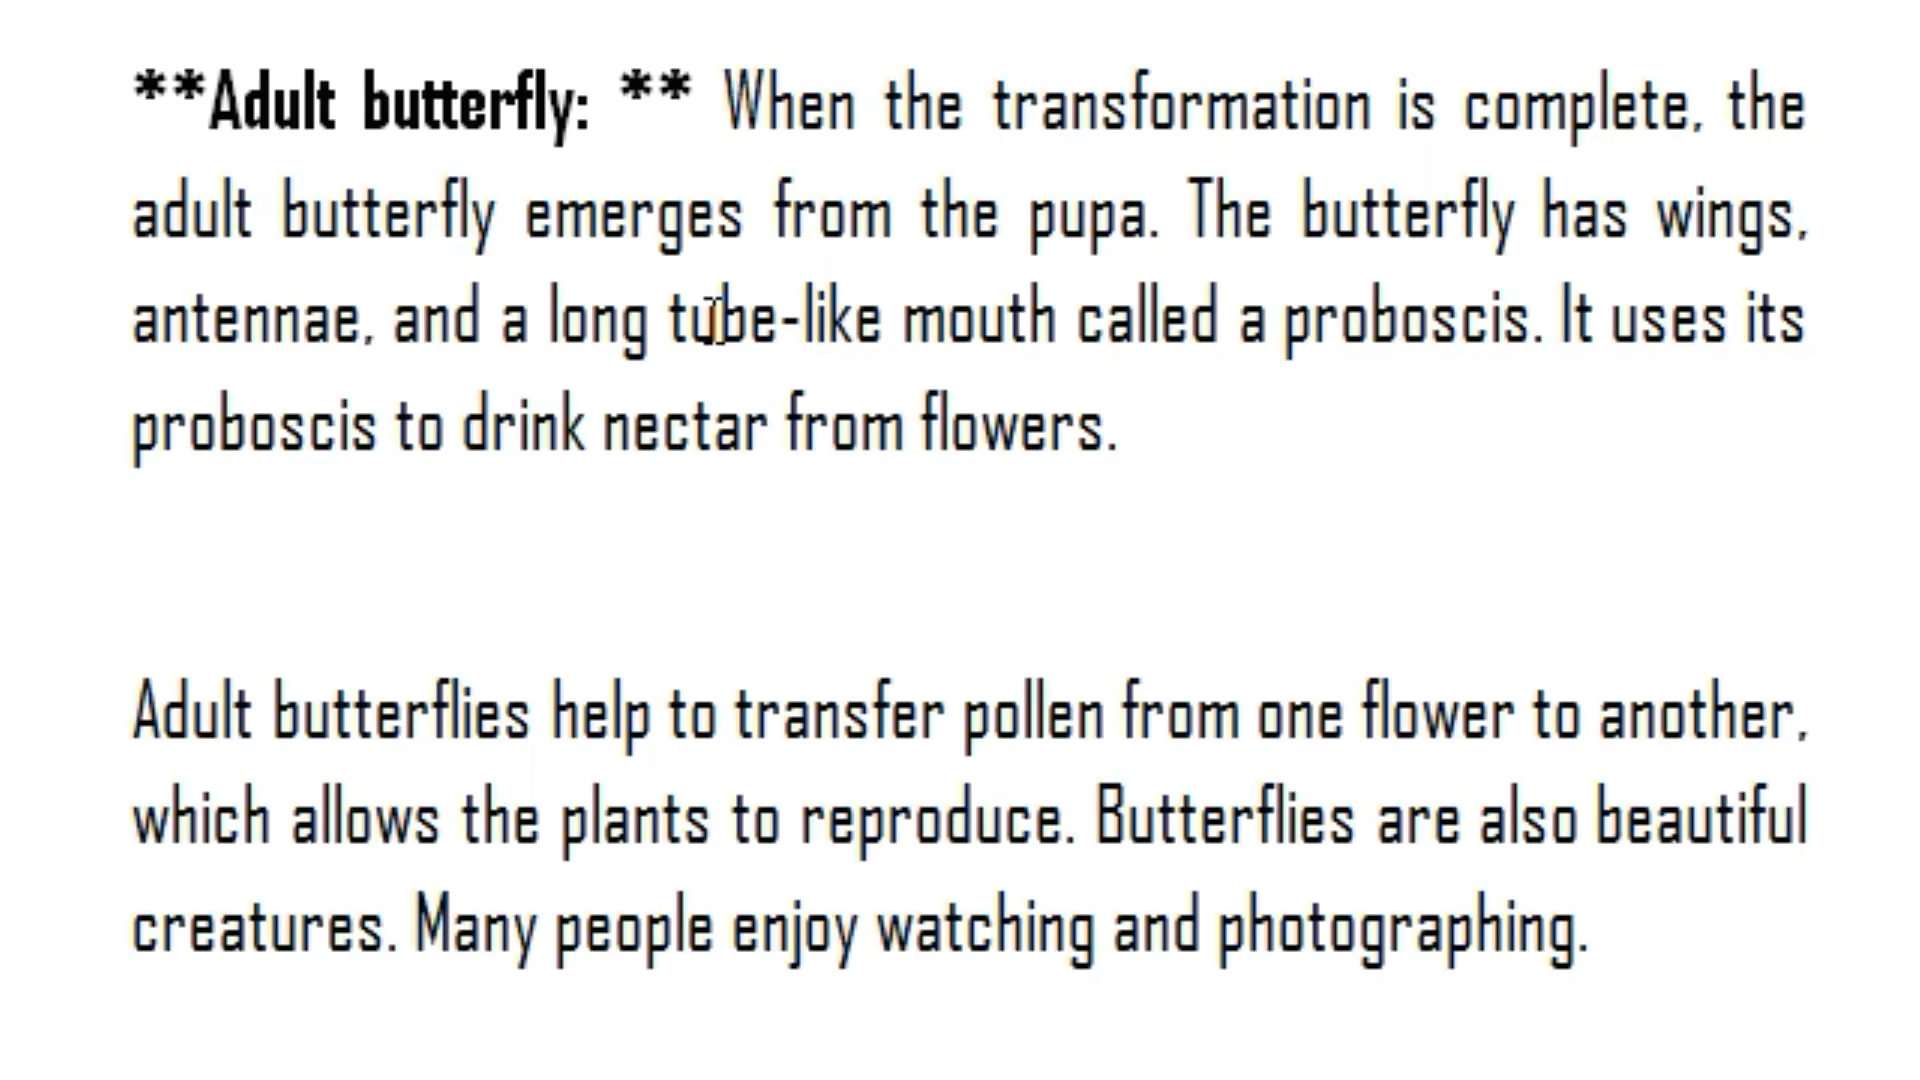 **Adult butterfly: ** When the transformation is complete, the
adult butterfly emerges from the pupa. The butterfly has wings,
antennae, and a long tube-like mouth called a proboscis. It uses its
proboscis to drink nectar from flowers.
Adult butterflies help to transfer pollen from one flower to another,
which allows the plants to reproduce. Butterflies are also beautiful
creatures. Many people enjoy watching and photographing.